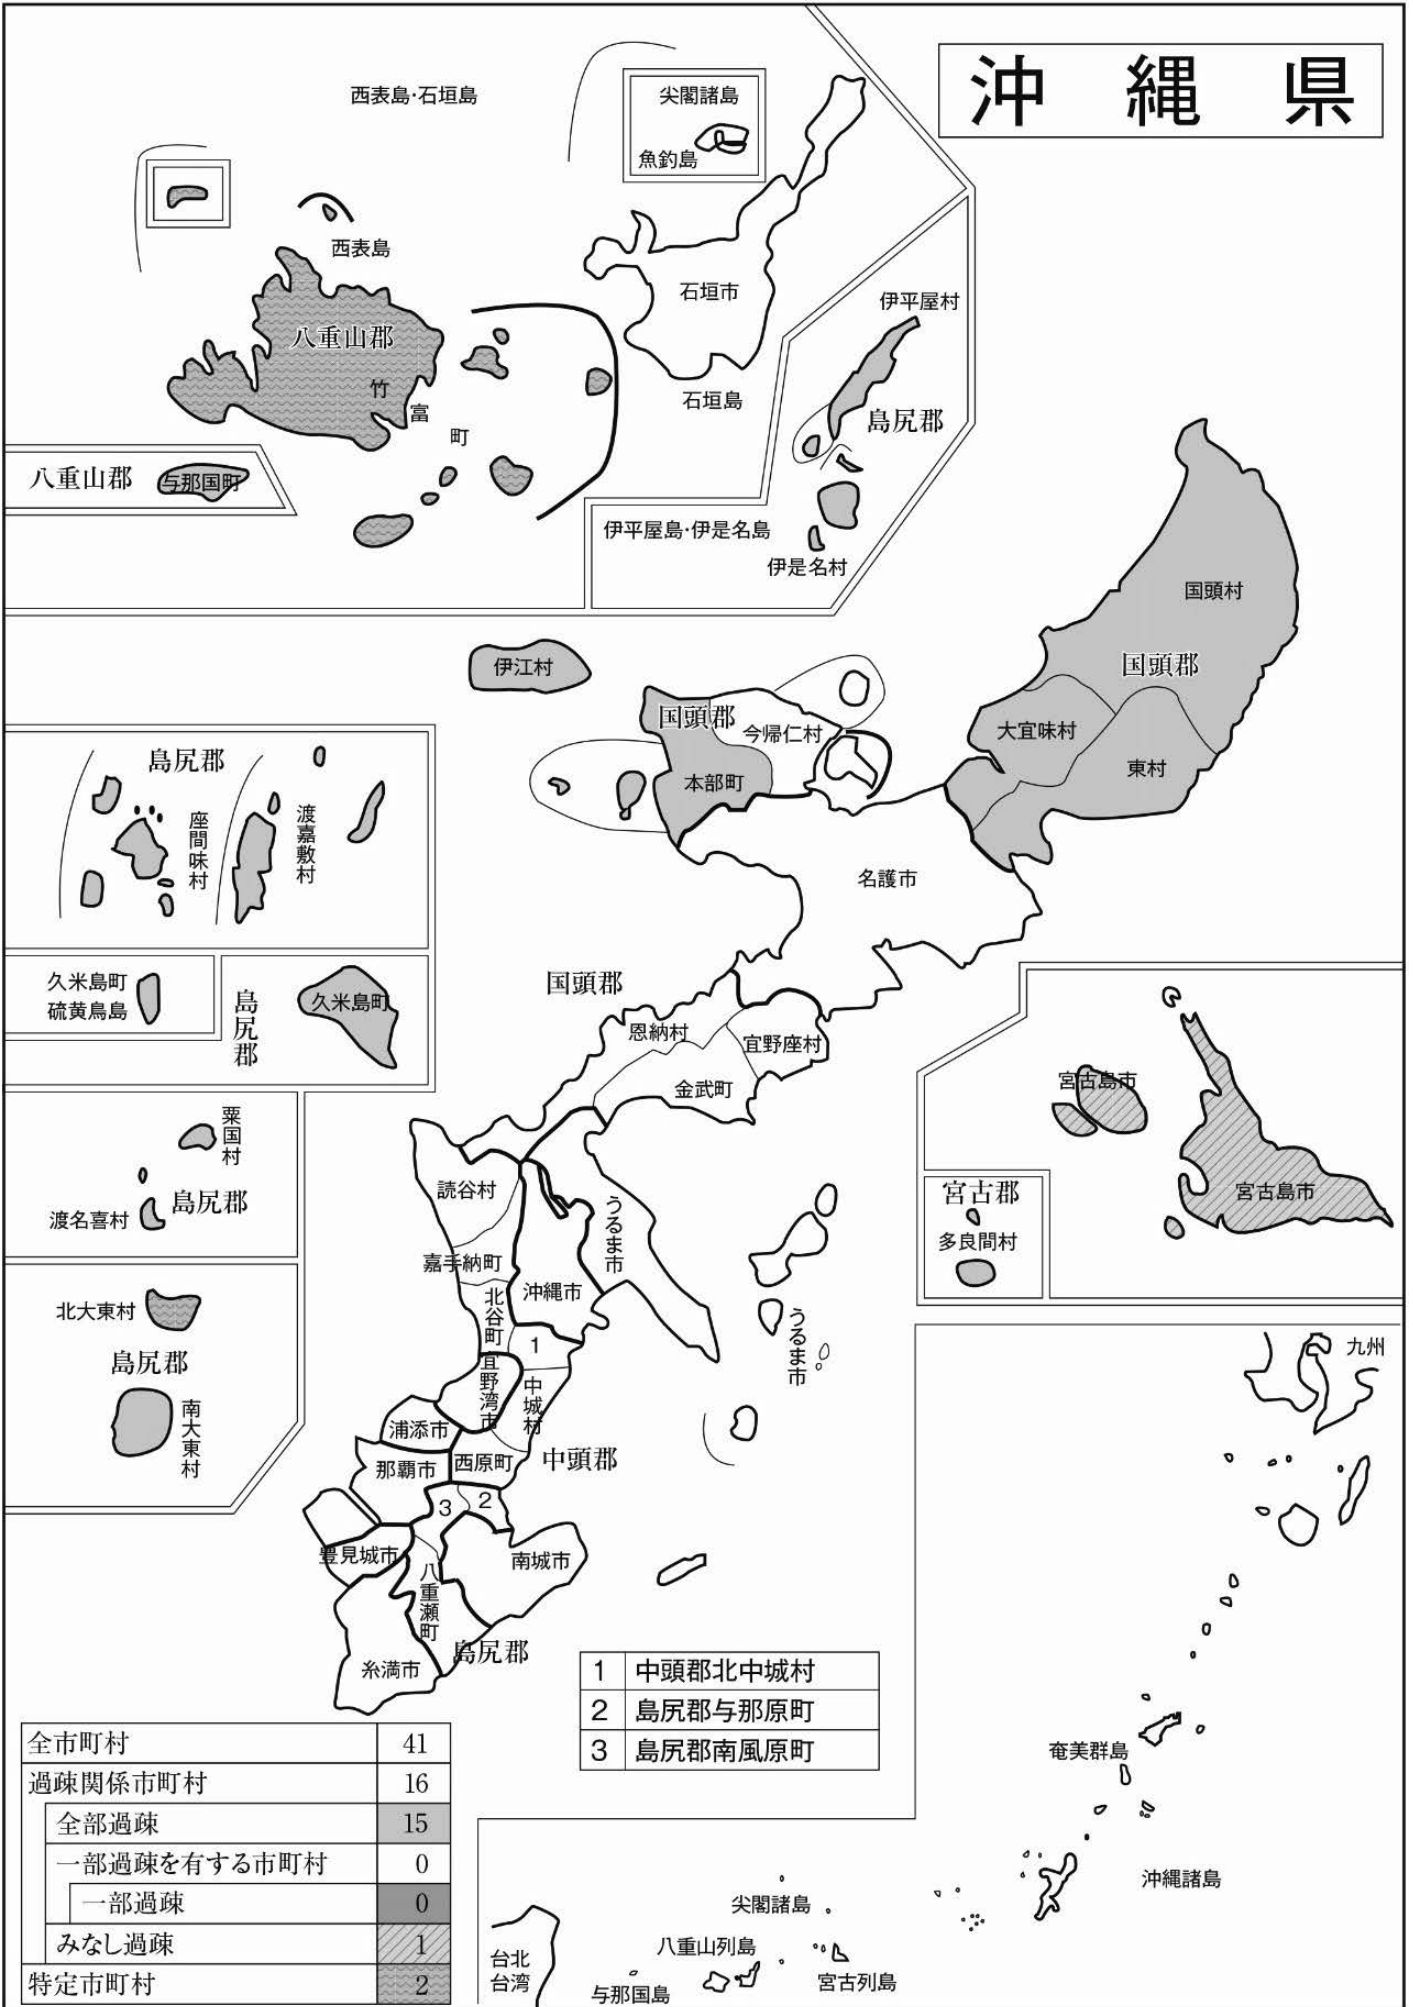 沖縄県
西表島･石垣島
尖閣諸島
魚釣島
西表島
八重山郡
竹富町
石垣市
石垣島
八重山郡
与那国町
伊平屋村
島尻郡
伊平屋島･伊是名島
伊是名村
国頭村
国頭郡
大宜味村
東村
伊江村
国頭郡
今帰仁村
本部町
名護市
島尻郡
座間味村
渡嘉敷村
久米島町
硫黄鳥島
島尻郡
久米島町
国頭郡
恩納村
宜野座村
金武町
宮古島市
宮古島市
宮古郡
多良間村
粟国村
島尻郡
渡名喜村
北大東村
島尻郡
南大東村
読谷村
うるま市
嘉手納町
沖縄市
北谷町
1
うるま市
宜野湾市
中城村
浦添市
中頭郡
那覇市
西原町
3
2
豊見城市
南城市
八重瀬町
島尻郡
糸満市
1 中頭郡北中城村
2 島尻郡与那原町
3 島尻郡南風原町
全市町村 41
過疎関係市町村 16
全部過疎 15
一部過疎を有する市町村 0
一部過疎 0
みなし過疎 1
特定市町村 2
九州
奄美群島
沖縄諸島
尖閣諸島
八重山列島
宮古列島
与那国島
台北
台湾